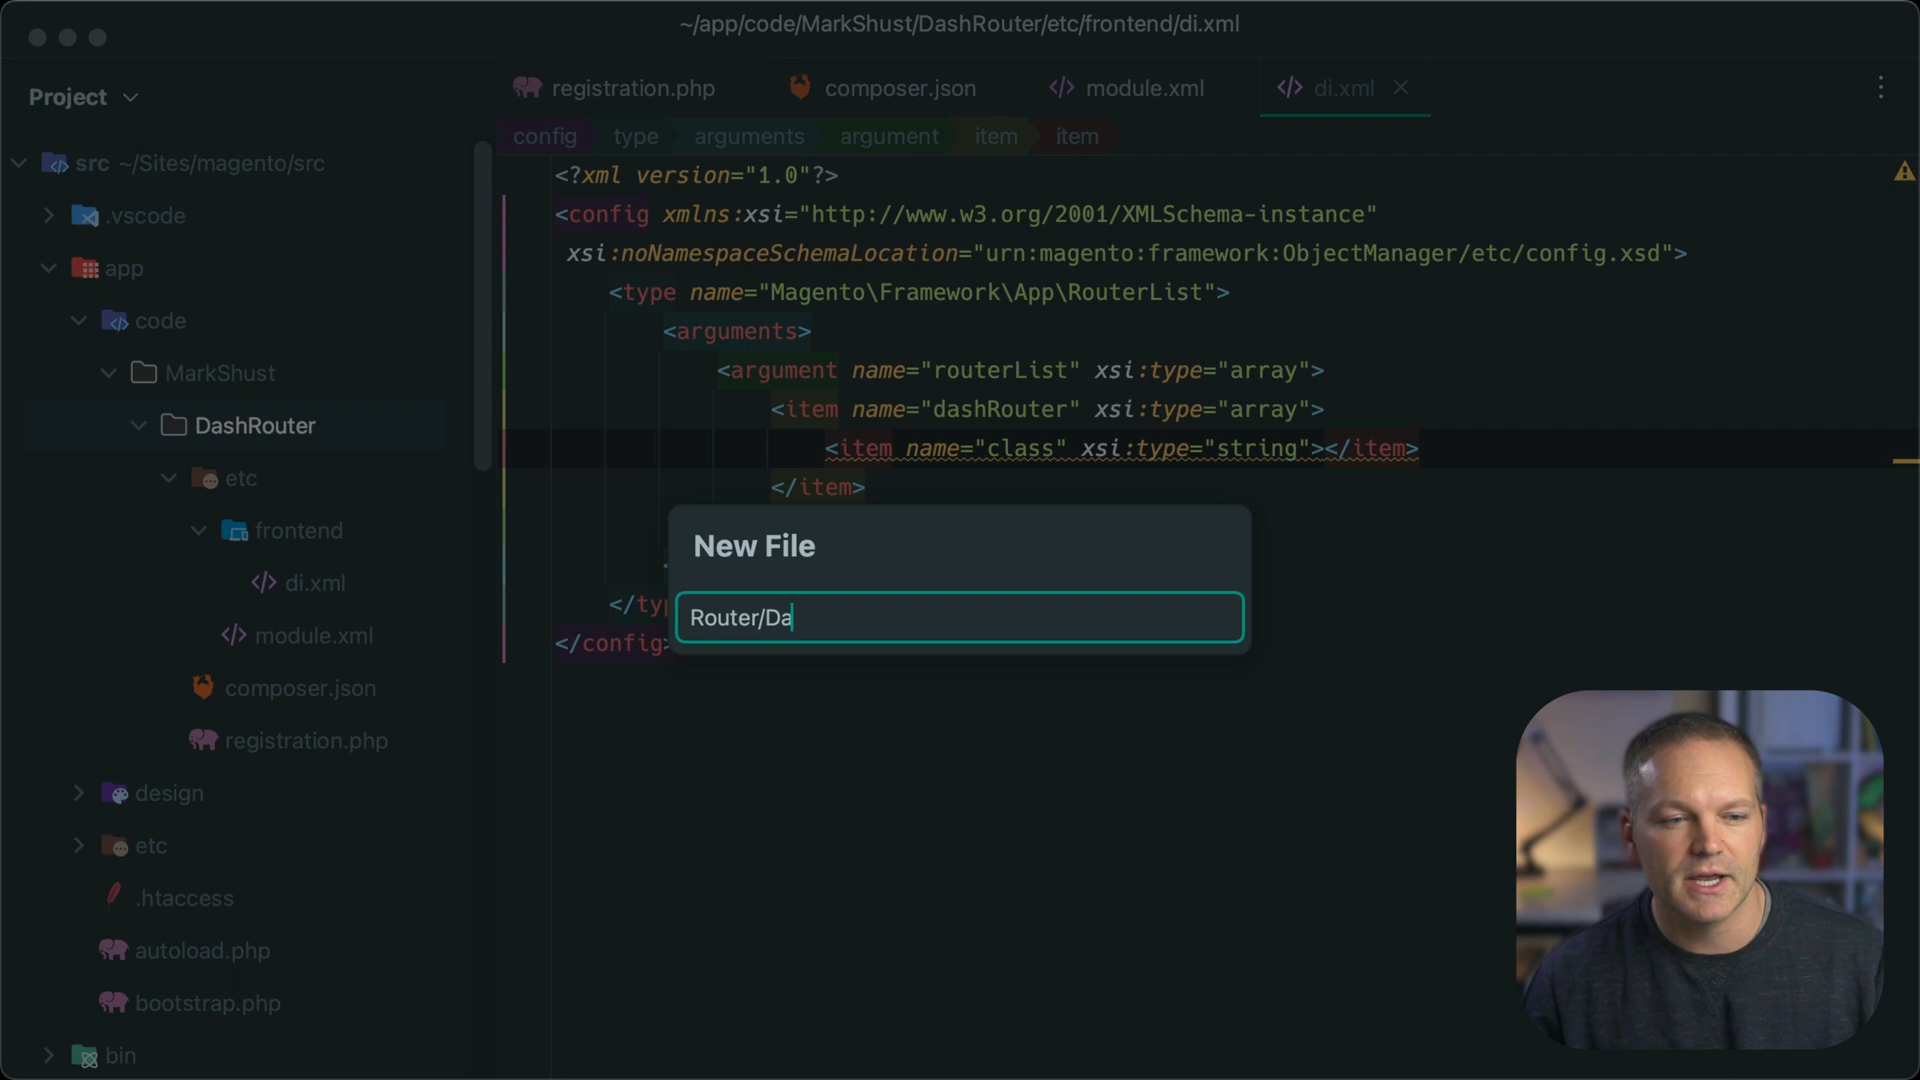 ~/app/code/MarkShust/DashRouter/etc/frontend/di.xml
Project
registration.php
composer.json
module.xml
di.xml
config type arguments argument item item
src ~/Sites/magento/src
.vscode
app
code
MarkShust
DashRouter
etc
frontend
di.xml
module.xml
composer.json
registration.php
design
etc
.htaccess
autoload.php
bootstrap.php
bin
<?xml version="1.0"?>
<config xmlns:xsi="http://www.w3.org/2001/XMLSchema-instance"
xsi:noNamespaceSchemaLocation="urn:magento:framework:ObjectManager/etc/config.xsd">
<type name="Magento\Framework\App\RouterList">
<arguments>
<argument name="routerList" xsi:type="array">
<item name="dashRouter" xsi:type="array">
<item name="class" xsi:type="string"></item>
</item>
</typ
</config>
New File
Router/Da